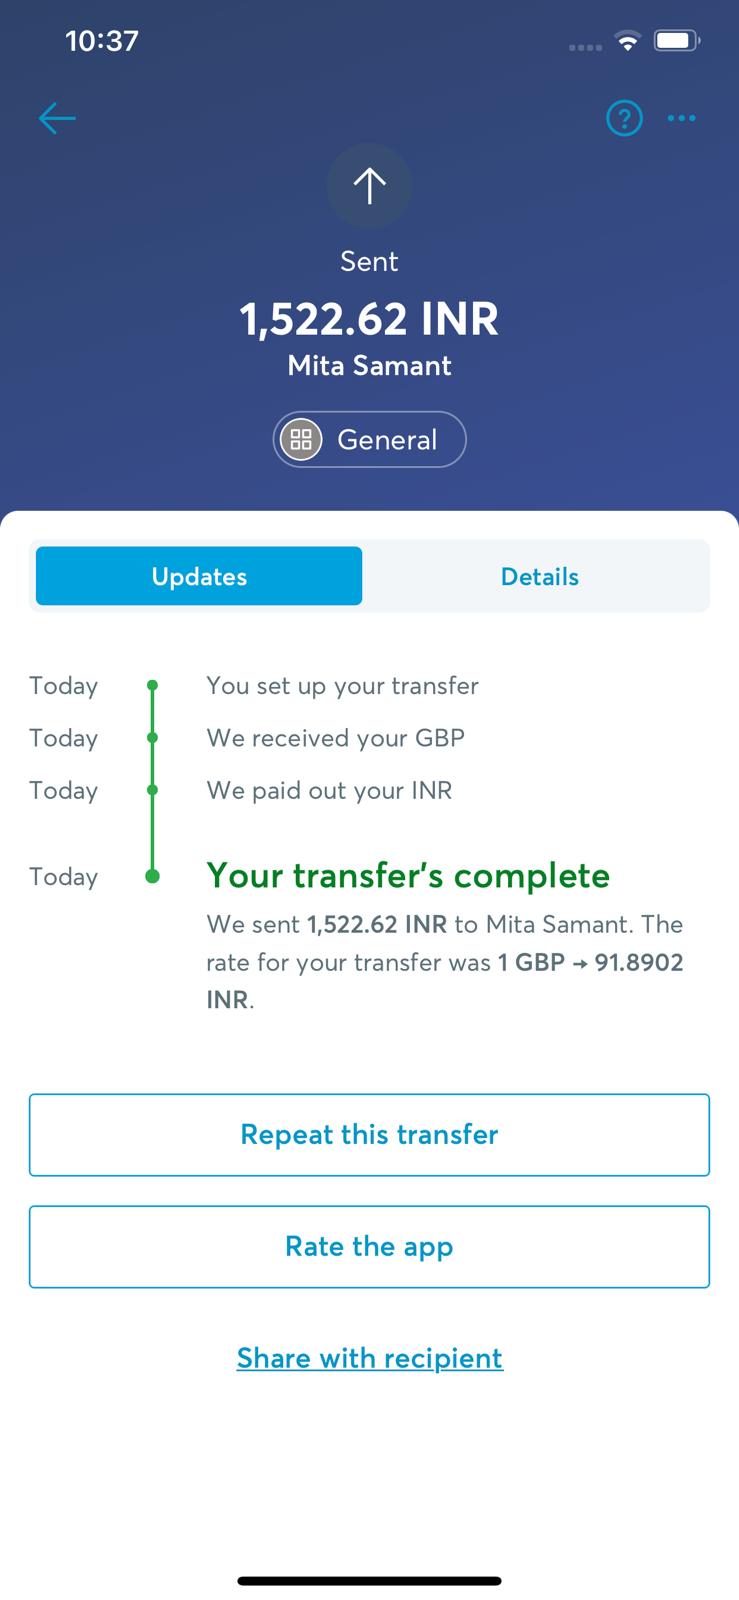 10:37
Sent
1,522.62 INR
Mita Samant
General
Updates
Details
Today
You set up your transfer
Today
We received your GBP
Today
We paid out your INR
Today
Your transfer's complete
We sent 1,522.62 INR to Mita Samant. The
rate for your transfer was 1 GBP → 91.8902
INR.
Repeat this transfer
Rate the app
Share with recipient